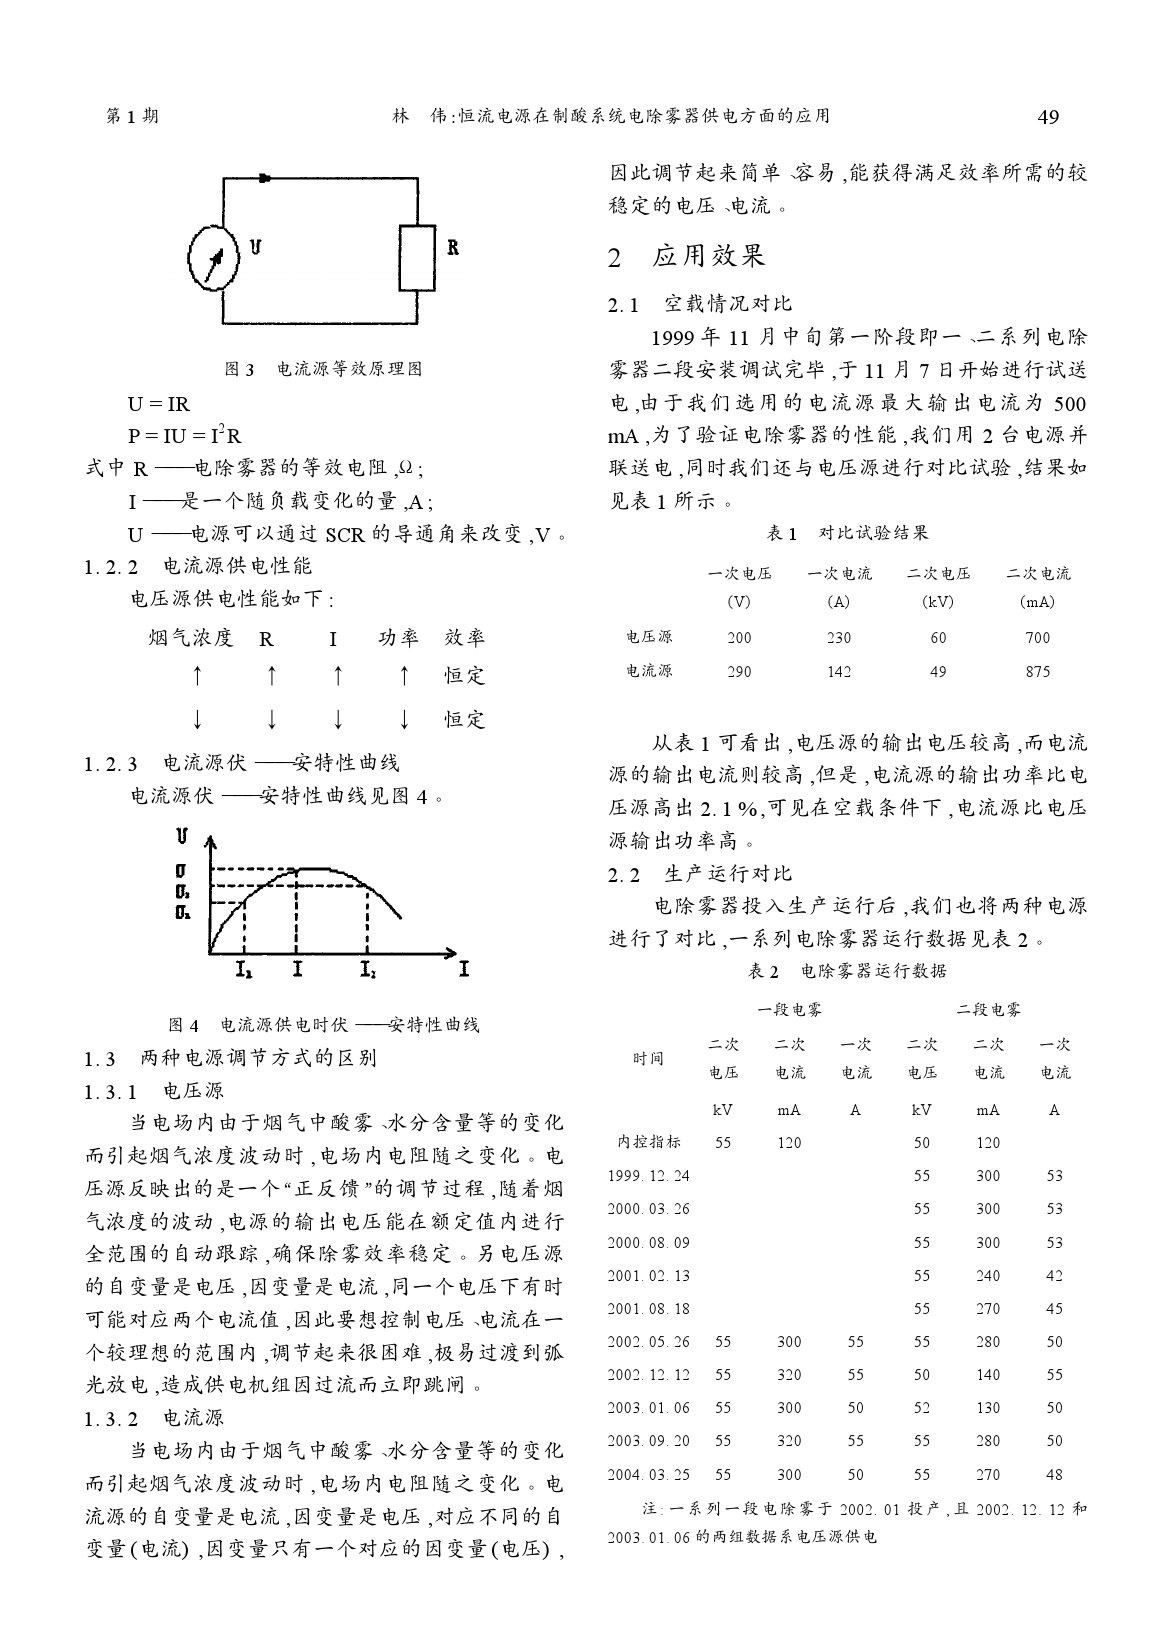 第 1 期
林　伟:恒流电源在制酸系统电除雾器供电方面的应用
49
U
R
图 3　电流源等效原理图
U = IR
P = IU = I²R
式中 R ——电除雾器的等效电阻 ,Ω ;
I ——是一个随负载变化的量 ,A ;
U ——电源可以通过 SCR 的导通角来改变 ,V 。
1. 2. 2　电流源供电性能
电压源供电性能如下 :
烟气浓度　R　I　功率　效率
↑　↑　↑　↑　恒定
↓　↓　↓　↓　恒定
1. 2. 3　电流源伏 ——安特性曲线
电流源伏 ——安特性曲线见图 4 。
U
U
U₂
U₁
I₁　I　I₂　I
图 4　电流源供电时伏 ——安特性曲线
1. 3　两种电源调节方式的区别
1. 3. 1　电压源
当电场内由于烟气中酸雾 、水分含量等的变化
而引起烟气浓度波动时 ,电场内电阻随之变化 。电
压源反映出的是一个“正反馈 ”的调节过程 ,随着烟
气浓度的波动 ,电源的输出电压能在额定值内进行
全范围的自动跟踪 ,确保除雾效率稳定 。另电压源
的自变量是电压 ,因变量是电流 ,同一个电压下有时
可能对应两个电流值 ,因此要想控制电压 、电流在一
个较理想的范围内 ,调节起来很困难 ,极易过渡到弧
光放电 ,造成供电机组因过流而立即跳闸 。
1. 3. 2　电流源
当电场内由于烟气中酸雾 、水分含量等的变化
而引起烟气浓度波动时 ,电场内电阻随之变化 。电
流源的自变量是电流 ,因变量是电压 ,对应不同的自
变量 (电流) ,因变量只有一个对应的因变量 (电压) ,
因此调节起来简单 、容易 ,能获得满足效率所需的较
稳定的电压 、电流 。
2　应用效果
2. 1　空载情况对比
1999 年 11 月中旬第一阶段即一 、二系列电除
雾器二段安装调试完毕 ,于 11 月 7 日开始进行试送
电 ,由于我们选用的电流源最大输出电流为 500
mA ,为了验证电除雾器的性能 ,我们用 2 台电源并
联送电 ,同时我们还与电压源进行对比试验 ,结果如
见表 1 所示 。
表 1　对比试验结果
一次电压　一次电流　二次电压　二次电流
(V)　(A)　(kV)　(mA)
电压源　200　230　60　700
电流源　290　142　49　875
从表 1 可看出 ,电压源的输出电压较高 ,而电流
源的输出电流则较高 ,但是 ,电流源的输出功率比电
压源高出 2. 1 % ,可见在空载条件下 ,电流源比电压
源输出功率高 。
2. 2　生产运行对比
电除雾器投入生产运行后 ,我们也将两种电源
进行了对比 ,一系列电除雾器运行数据见表 2 。
表 2　电除雾器运行数据
一段电雾　二段电雾
时间
二次　二次　一次　二次　二次　一次
电压　电流　电流　电压　电流　电流
kV　mA　A　kV　mA　A
内控指标　55　120　50　120
1999. 12. 24　55　300　53
2000. 03. 26　55　300　53
2000. 08. 09　55　300　53
2001. 02. 13　55　240　42
2001. 08. 18　55　270　45
2002. 05. 26　55　300　55　55　280　50
2002. 12. 12　55　320　55　50　140　55
2003. 01. 06　55　300　50　52　130　50
2003. 09. 20　55　320　55　55　280　50
2004. 03. 25　55　300　50　55　270　48
注 : 一系列一段电除雾于 2002. 01 投产 , 且 2002. 12. 12 和
2003. 01. 06 的两组数据系电压源供电